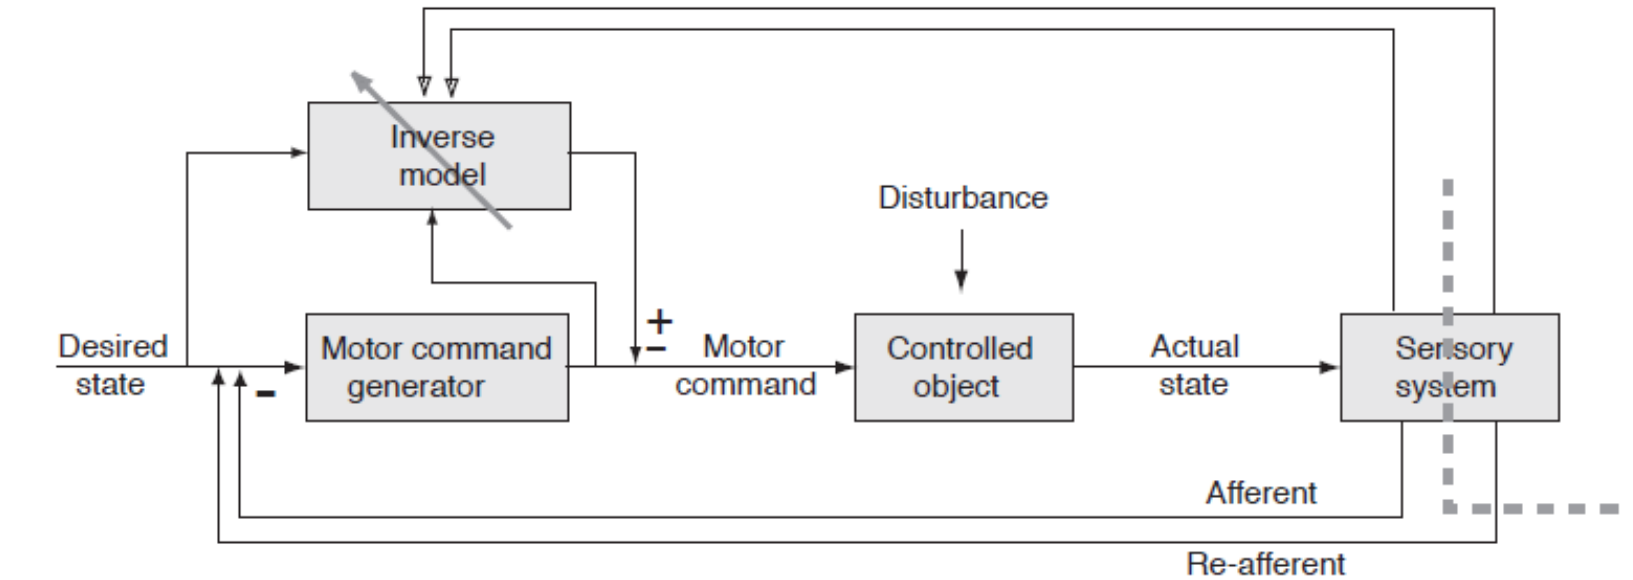 Inverse
model
Disturbance
+
−
-
Desired
state
Motor command
generator
Motor
command
Controlled
object
Actual
state
Sensory
system
Afferent
Re-afferent